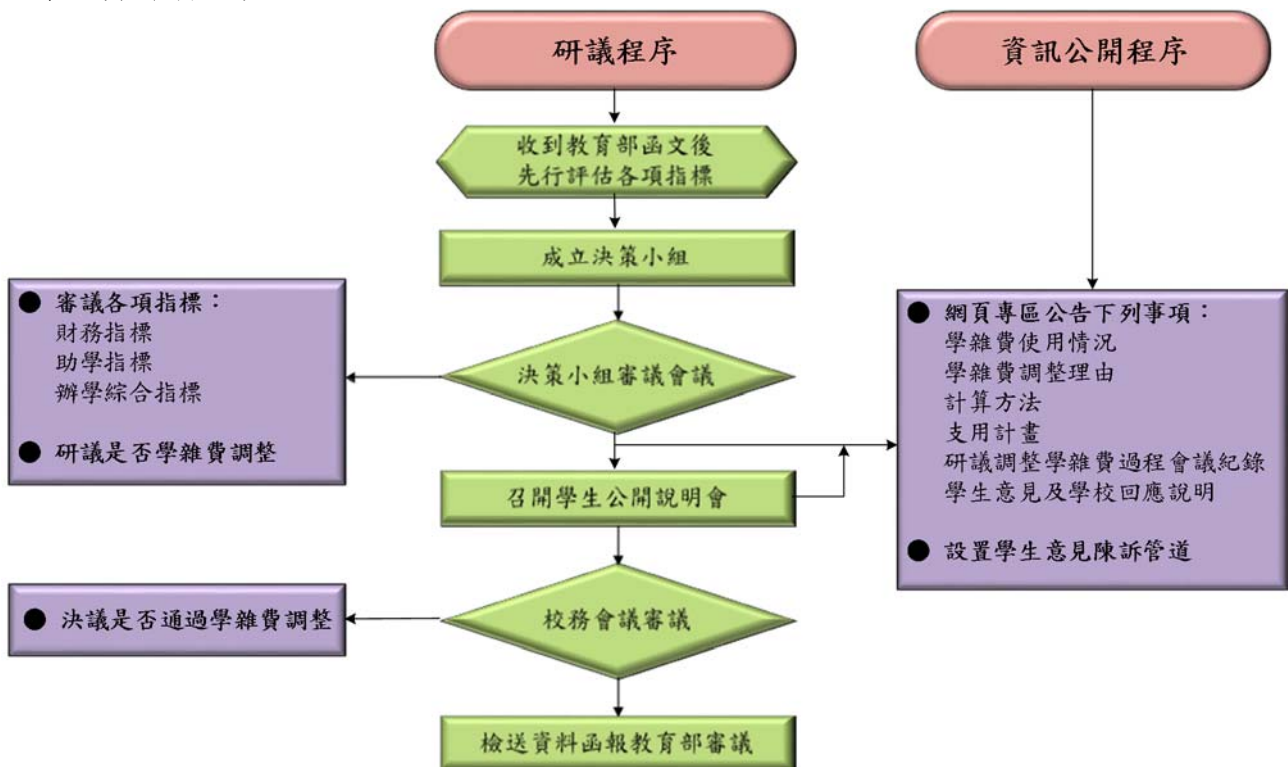 研議程序
收到教育部函文後
先行評估各項指標
成立決策小組
決策小組審議會議
召開學生公開說明會
校務會議審議
檢送資料函報教育部審議
● 審議各項指標：
財務指標
助學指標
辦學綜合指標
● 研議是否學雜費調整
● 決議是否通過學雜費調整
資訊公開程序
● 網頁專區公告下列事項：
學雜費使用情況
學雜費調整理由
計算方法
支用計畫
研議調整學雜費過程會議紀錄
學生意見及學校回應說明
● 設置學生意見陳訴管道